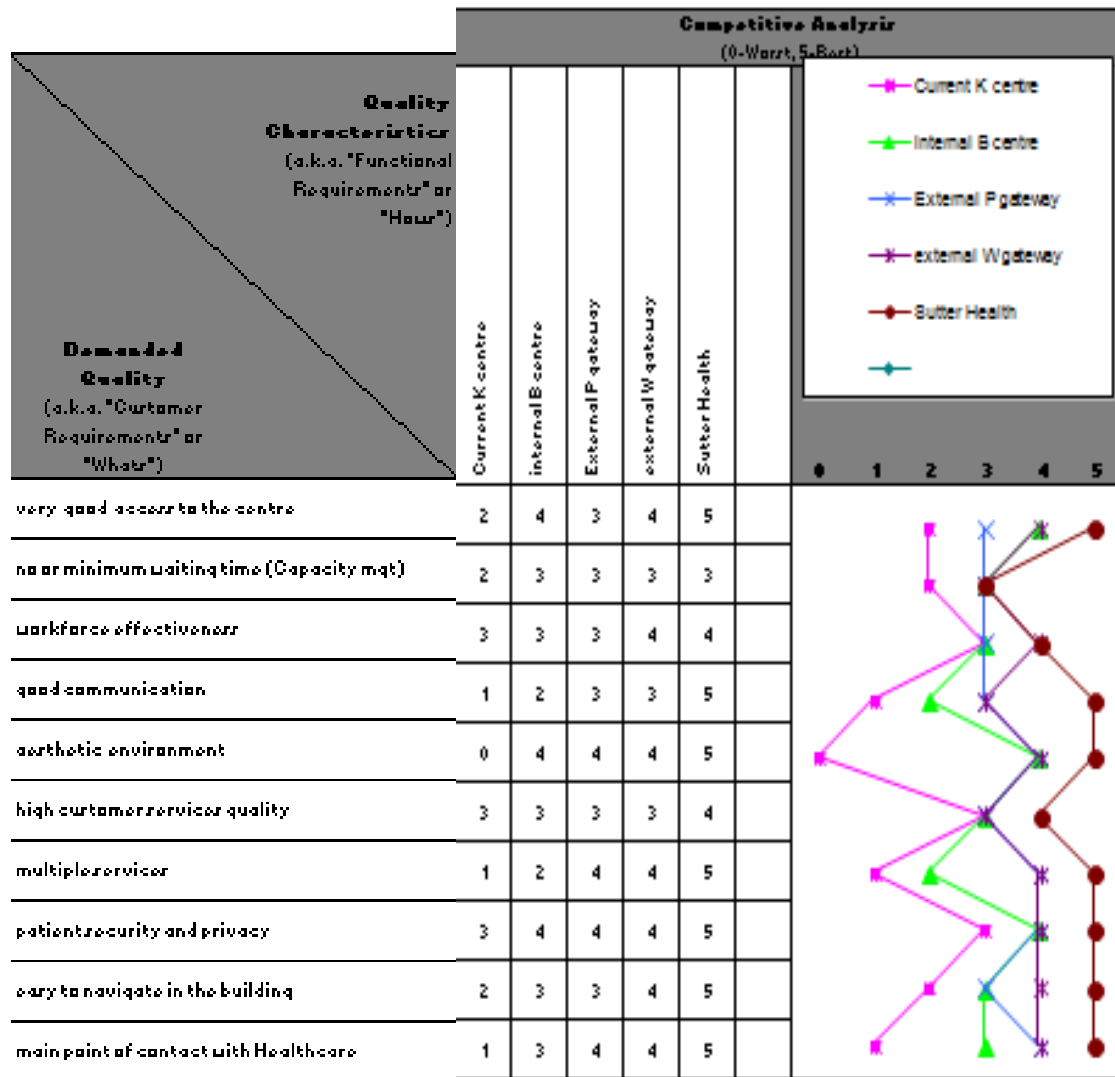 Competitive Analysis
(0-Worst, 5-Best)
Quality
Characteristics
(a.k.a. "Functional
Requirements" or
"Hows")
Demanded
Quality
(a.k.a. "Customer
Requirements" or
"Whats")
Current K centre
internal B centre
External P gateway
external W gateway
Sutter Health
Current K centre
Internal B centre
External P gateway
external W gateway
Sutter Health
0 1 2 3 4 5
very good access to the centre 2 4 3 4 5
no or minimum waiting time (Capacity mgt) 2 3 3 3 3
workforce effectiveness 3 3 3 4 4
good communication 1 2 3 3 5
aesthetic environment 0 4 4 4 5
high customer services quality 3 3 3 3 4
multiple services 1 2 4 4 5
patient security and privacy 3 4 4 4 5
easy to navigate in the building 2 3 3 4 5
main point of contact with Healthcare 1 3 4 4 5